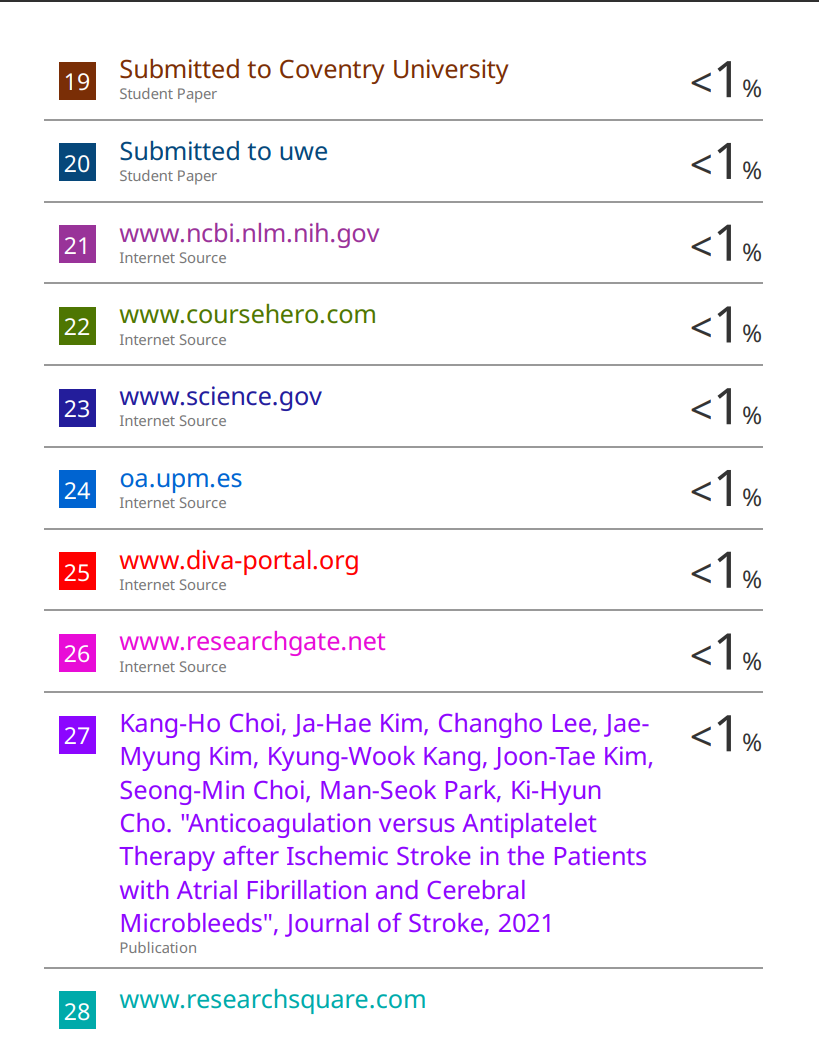 19 Submitted to Coventry University <1%
Student Paper
20 Submitted to uwe <1%
Student Paper
21 www.ncbi.nlm.nih.gov <1%
Internet Source
22 www.coursehero.com <1%
Internet Source
23 www.science.gov <1%
Internet Source
24 oa.upm.es <1%
Internet Source
25 www.diva-portal.org <1%
Internet Source
26 www.researchgate.net <1%
Internet Source
27 Kang-Ho Choi, Ja-Hae Kim, Changho Lee, Jae- <1%
Myung Kim, Kyung-Wook Kang, Joon-Tae Kim,
Seong-Min Choi, Man-Seok Park, Ki-Hyun
Cho. "Anticoagulation versus Antiplatelet
Therapy after Ischemic Stroke in the Patients
with Atrial Fibrillation and Cerebral
Microbleeds", Journal of Stroke, 2021
Publication
28 www.researchsquare.com